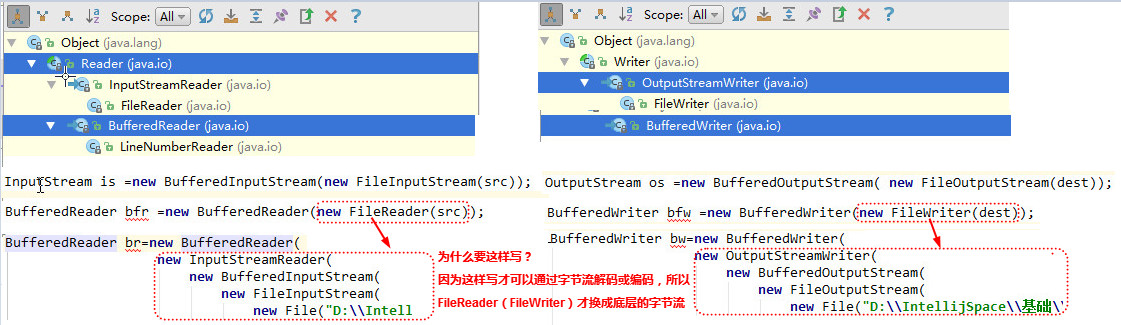 Scope: All
Object (java.lang)
Reader (java.io)
InputStreamReader (java.io)
FileReader (java.io)
BufferedReader (java.io)
LineNumberReader (java.io)
Scope: All
Object (java.lang)
Writer (java.io)
OutputStreamWriter (java.io)
FileWriter (java.io)
BufferedWriter (java.io)
InputStream is =new BufferedInputStream(new FileInputStream(src));
BufferedReader bfr =new BufferedReader(new FileReader(src));
BufferedReader br=new BufferedReader(
new InputStreamReader(
new BufferedInputStream(
new FileInputStream(
new File("D:\\Intell
为什么要这样写？
因为这样写才可以通过字节流解码或编码，所以
FileReader（FileWriter）才换成底层的字节流
OutputStream os =new BufferedOutputStream( new FileOutputStream(dest));
BufferedWriter bfw =new BufferedWriter(new FileWriter(dest));
BufferedWriter bw=new BufferedWriter(
new OutputStreamWriter(
new BufferedOutputStream(
new FileOutputStream(
new File("D:\\IntellijSpace\\基础\